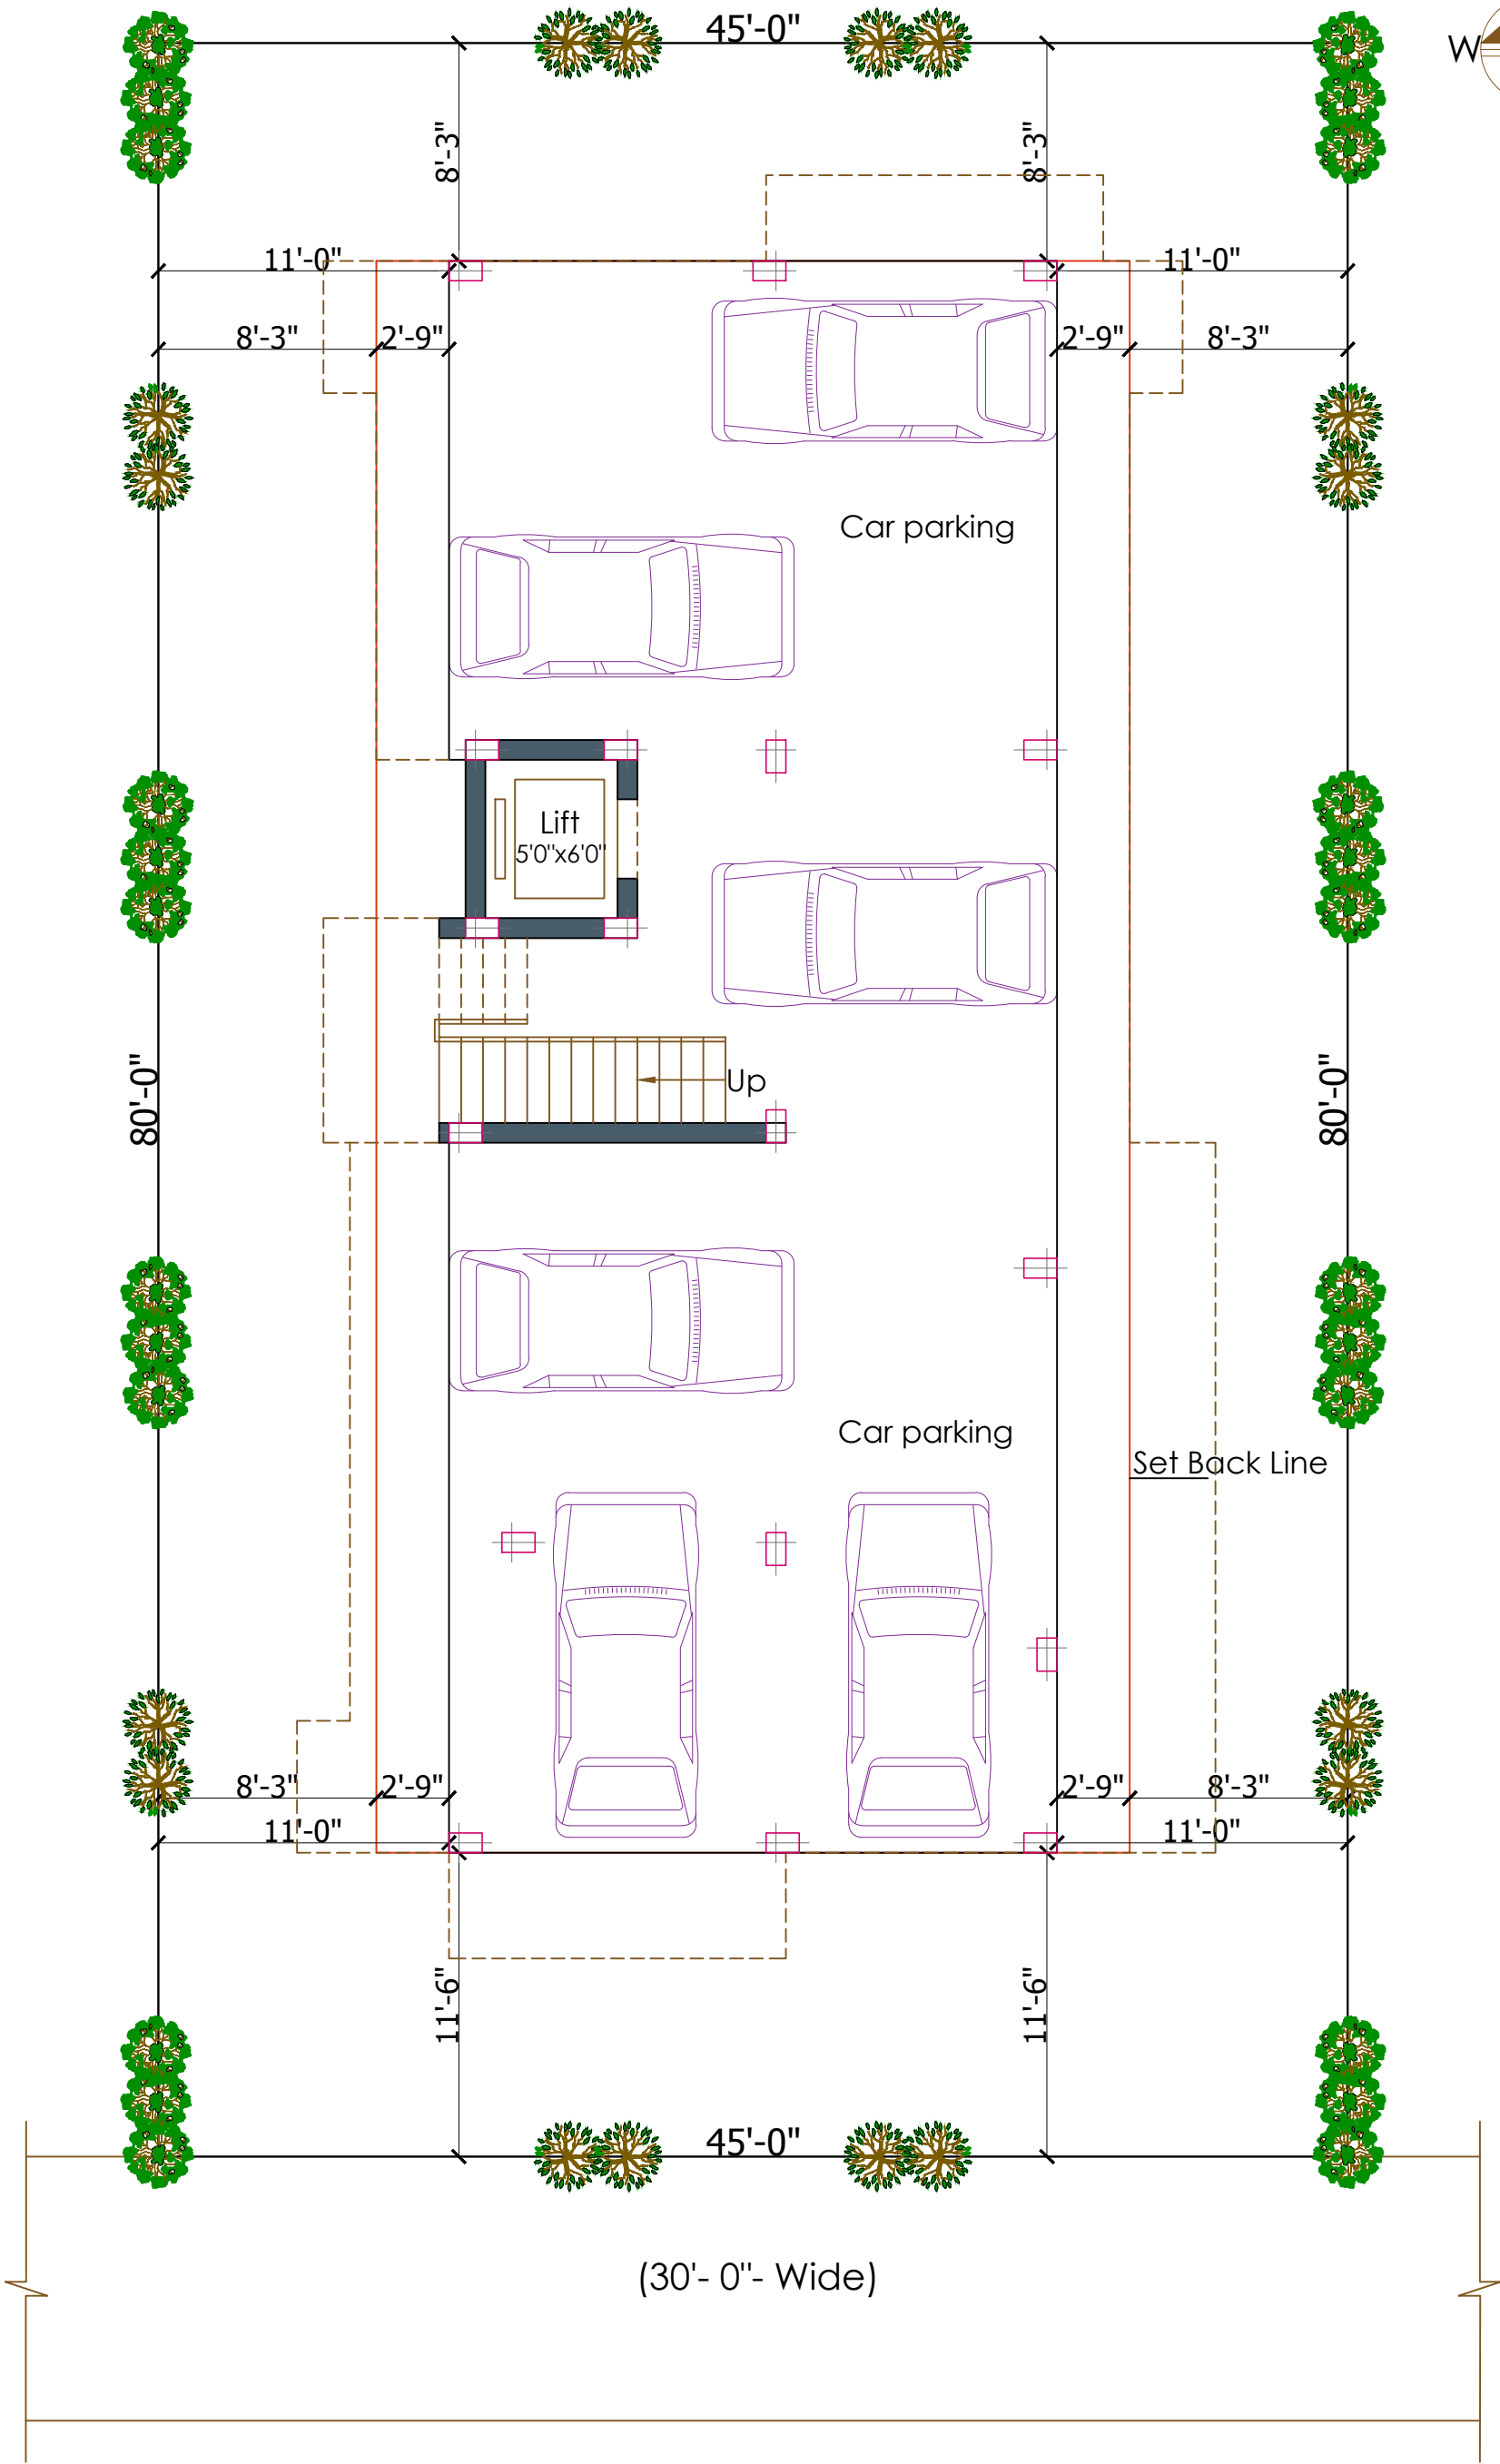 45'-0"
W
8'-3"
8'-3"
11'-0"
11'-0"
8'-3"
2'-9"
2'-9"
8'-3"
Car parking
Lift
5'0"x6'0"
80'-0"
Up
80'-0"
Car parking
Set Back Line
8'-3"
2'-9"
2'-9"
8'-3"
11'-0"
11'-0"
11'-6"
11'-6"
45'-0"
(30'- 0"- Wide)